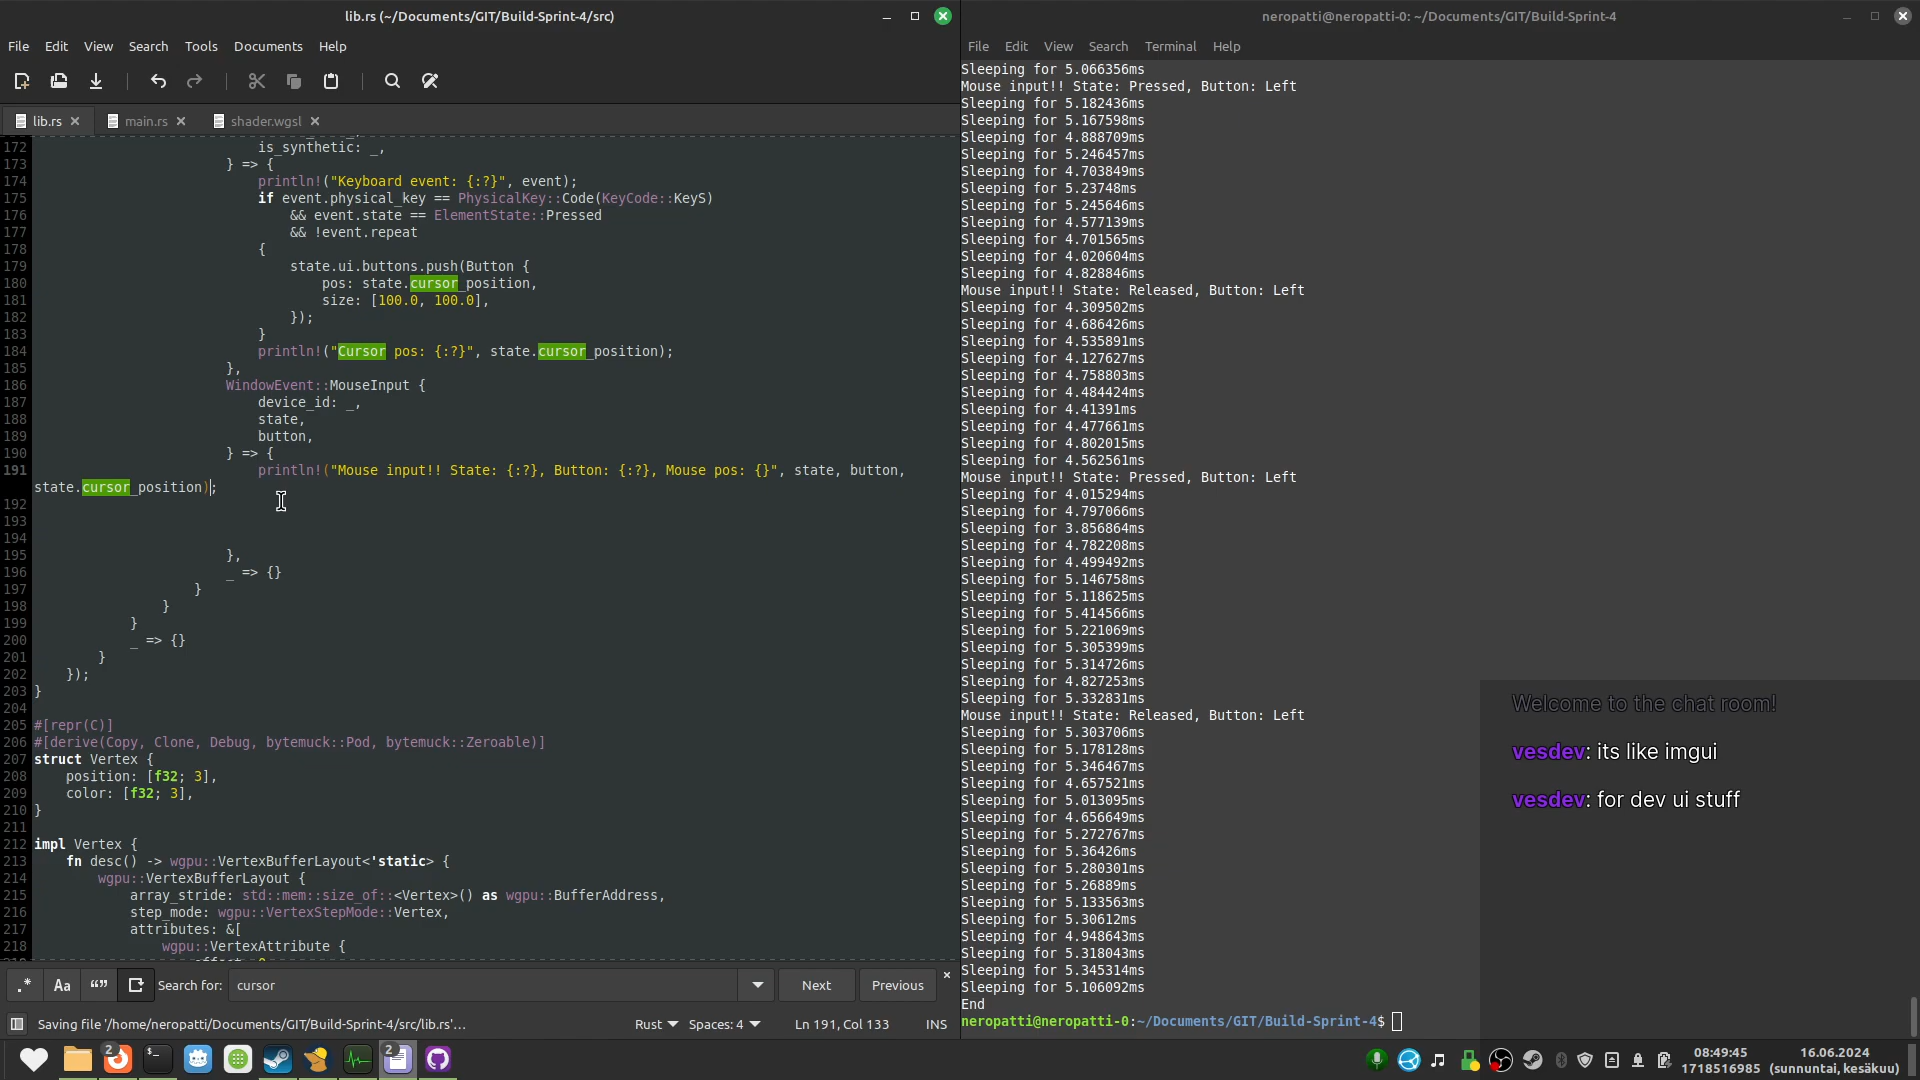 lib.rs (~/Documents/GIT/Build-Sprint-4/src)
File Edit View Search Tools Documents Help
lib.rs main.rs shader.wgsl
172 is_synthetic: _,
173 } => {
174 println!("Keyboard event: {:?}", event);
175 if event.physical_key == PhysicalKey::Code(KeyCode::KeyS)
176 && event.state == ElementState::Pressed
177 && !event.repeat
178 {
179 state.ui.buttons.push(Button {
180 pos: state.cursor_position,
181 size: [100.0, 100.0],
182 });
183 }
184 println!("Cursor pos: {:?}", state.cursor_position);
185 },
186 WindowEvent::MouseInput {
187 device_id: _,
188 state,
189 button,
190 } => {
191 println!("Mouse input!! State: {:?}, Button: {:?}, Mouse pos: {}", state, button,
state.cursor_position);
192
193
194
195 },
196 _ => {}
197 }
198 }
199 }
200 _ => {}
201 }
202 });
203 }
204
205 #[repr(C)]
206 #[derive(Copy, Clone, Debug, bytemuck::Pod, bytemuck::Zeroable)]
207 struct Vertex {
208 position: [f32; 3],
209 color: [f32; 3],
210 }
211
212 impl Vertex {
213 fn desc() -> wgpu::VertexBufferLayout<'static> {
214 wgpu::VertexBufferLayout {
215 array_stride: std::mem::size_of::<Vertex>() as wgpu::BufferAddress,
216 step_mode: wgpu::VertexStepMode::Vertex,
217 attributes: &[
218 wgpu::VertexAttribute {
.* Aa “” Search for: cursor Next Previous
Saving file '/home/neropatti/Documents/GIT/Build-Sprint-4/src/lib.rs'… Rust Spaces: 4 Ln 191, Col 133 INS
neropatti@neropatti-0: ~/Documents/GIT/Build-Sprint-4
File Edit View Search Terminal Help
Sleeping for 5.066356ms
Mouse input!! State: Pressed, Button: Left
Sleeping for 5.182436ms
Sleeping for 5.167598ms
Sleeping for 4.888709ms
Sleeping for 5.246457ms
Sleeping for 4.703849ms
Sleeping for 5.23748ms
Sleeping for 5.245646ms
Sleeping for 4.577139ms
Sleeping for 4.701565ms
Sleeping for 4.020604ms
Sleeping for 4.828846ms
Mouse input!! State: Released, Button: Left
Sleeping for 4.309502ms
Sleeping for 4.686426ms
Sleeping for 4.535891ms
Sleeping for 4.127627ms
Sleeping for 4.758803ms
Sleeping for 4.484424ms
Sleeping for 4.41391ms
Sleeping for 4.477661ms
Sleeping for 4.802015ms
Sleeping for 4.562561ms
Mouse input!! State: Pressed, Button: Left
Sleeping for 4.015294ms
Sleeping for 4.797066ms
Sleeping for 3.856864ms
Sleeping for 4.782208ms
Sleeping for 4.499492ms
Sleeping for 5.146758ms
Sleeping for 5.118625ms
Sleeping for 5.414566ms
Sleeping for 5.221069ms
Sleeping for 5.305399ms
Sleeping for 5.314726ms
Sleeping for 4.827253ms
Sleeping for 5.332831ms
Mouse input!! State: Released, Button: Left
Sleeping for 5.303706ms
Sleeping for 5.178128ms
Sleeping for 5.346467ms
Sleeping for 4.657521ms
Sleeping for 5.013095ms
Sleeping for 4.656649ms
Sleeping for 5.272767ms
Sleeping for 5.36426ms
Sleeping for 5.280301ms
Sleeping for 5.26889ms
Sleeping for 5.133563ms
Sleeping for 5.30612ms
Sleeping for 4.948643ms
Sleeping for 5.318043ms
Sleeping for 5.345314ms
Sleeping for 5.106092ms
End
neropatti@neropatti-0:~/Documents/GIT/Build-Sprint-4$
Welcome to the chat room!
vesdev: its like imgui
vesdev: for dev ui stuff
2 2
08:49:45 16.06.2024
1718516985 (sunnuntai, kesäkuu)